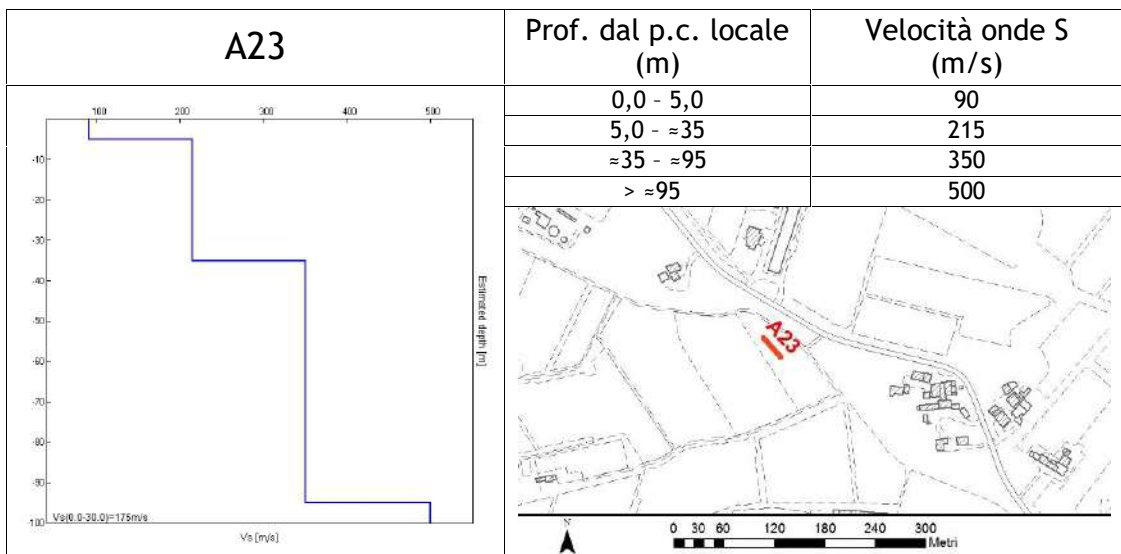 A23
Prof. dal p.c. locale
(m)
Velocità onde S
(m/s)
0,0 – 5,0 90
5,0 – ≈35 215
≈35 – ≈95 350
> ≈95 500
100 200 300 400 500
-10
-20
-30
-40
-50
-60
-70
-80
-90
-100
Estimated depth [m]
Vs(0.0-30.0)=175m/s
Vs [m/s]
A23
N
0 30 60 120 180 240 300
Metri